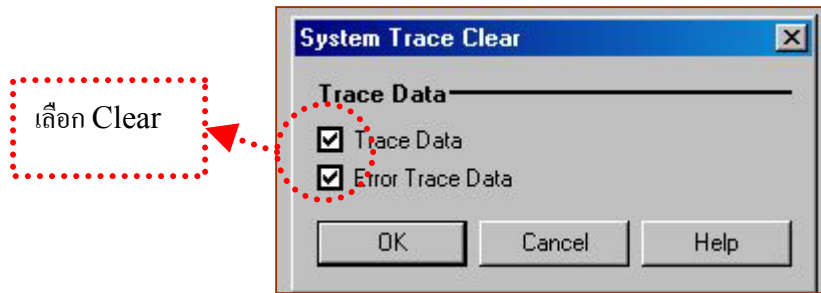 System Trace Clear
เลือก Clear
Trace Data
Trace Data
Error Trace Data
OK Cancel Help